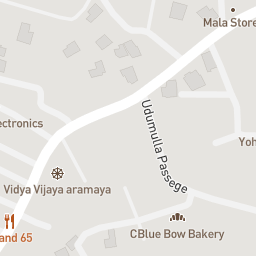 Mala Store
ectronics
Udumulla Passege
Yoh
Vidya Vijaya aramaya
CBlue Bow Bakery
and 65